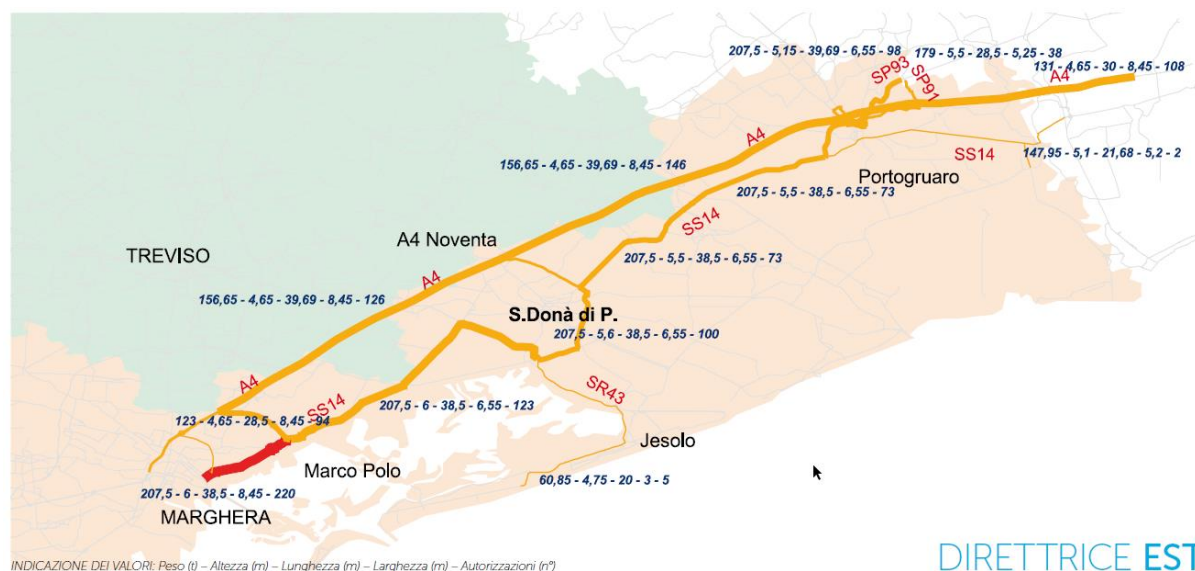 207,5 - 5,15 - 39,69 - 6,55 - 98
179 - 5,5 - 28,5 - 5,25 - 38
131 - 4,65 - 30 - 8,45 - 108
SP93
SP91
A4
A4
156,65 - 4,65 - 39,69 - 8,45 - 146
SS14
147,95 - 5,1 - 21,68 - 5,2 - 2
Portogruaro
207,5 - 5,5 - 38,5 - 6,55 - 73
SS14
A4 Noventa
TREVISO
207,5 - 5,5 - 38,5 - 6,55 - 73
A4
156,65 - 4,65 - 39,69 - 8,45 - 126
S.Donà di P.
207,5 - 5,6 - 38,5 - 6,55 - 100
A4
SS14
SR43
207,5 - 6 - 38,5 - 6,55 - 123
123 - 4,65 - 28,5 - 8,45 - 94
Jesolo
Marco Polo
60,85 - 4,75 - 20 - 3 - 5
207,5 - 6 - 38,5 - 8,45 - 220
MARGHERA
DIRETTRICE EST
INDICAZIONE DEI VALORI: Peso (t) – Altezza (m) – Lunghezza (m) – Larghezza (m) – Autorizzazioni (n°)